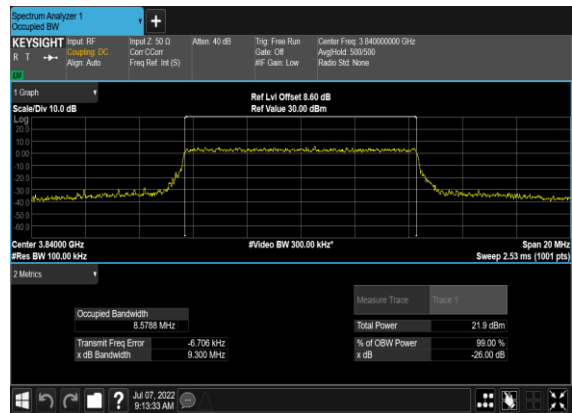 Spectrum Analyzer 1
Occupied BW
KEYSIGHT Input: RF Input Z: 50 Ω Atten: 40 dB Trig: Free Run Center Freq: 3.840000000 GHz
R T Coupling: DC Corr CCorr Gate: Off Avg|Hold: 500/500
Align: Auto Freq Ref: Int (S) #IF Gain: Low Radio Std: None
1 Graph
Ref Lvl Offset 8.60 dB
Scale/Div 10.0 dB Ref Value 30.00 dBm
Log
20.0
10.0
0.00
-10.0
-20.0
-30.0
-40.0
-50.0
-60.0
Center 3.84000 GHz #Video BW 300.00 kHz* Span 20 MHz
#Res BW 100.00 kHz Sweep 2.53 ms (1001 pts)
2 Metrics
Measure Trace Trace 1
Occupied Bandwidth
8.5788 MHz Total Power 21.9 dBm
Transmit Freq Error -6.706 kHz % of OBW Power 99.00 %
x dB Bandwidth 9.300 MHz x dB -26.00 dB
? Jul 07, 2022
9:13:33 AM